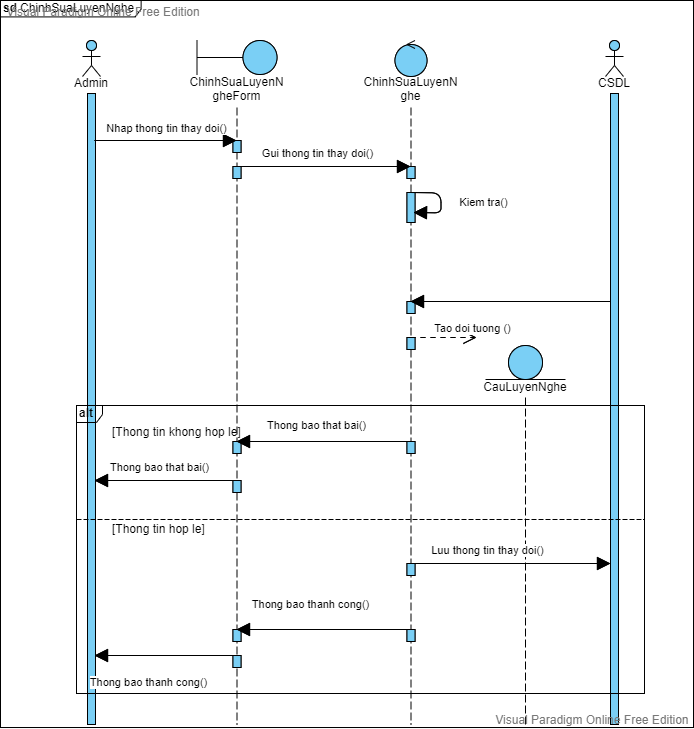 sd ChinhSuaLuyenNghe
Visual Paradigm Online Free Edition
Admin
ChinhSuaLuyenN
gheForm
ChinhSuaLuyenN
ghe
CSDL
Nhap thong tin thay doi()
Gui thong tin thay doi()
Kiem tra()
Tao doi tuong ()
CauLuyenNghe
alt
[Thong tin khong hop le]
Thong bao that bai()
Thong bao that bai()
[Thong tin hop le]
Luu thong tin thay doi()
Thong bao thanh cong()
Thong bao thanh cong()
Visual Paradigm Online Free Edition